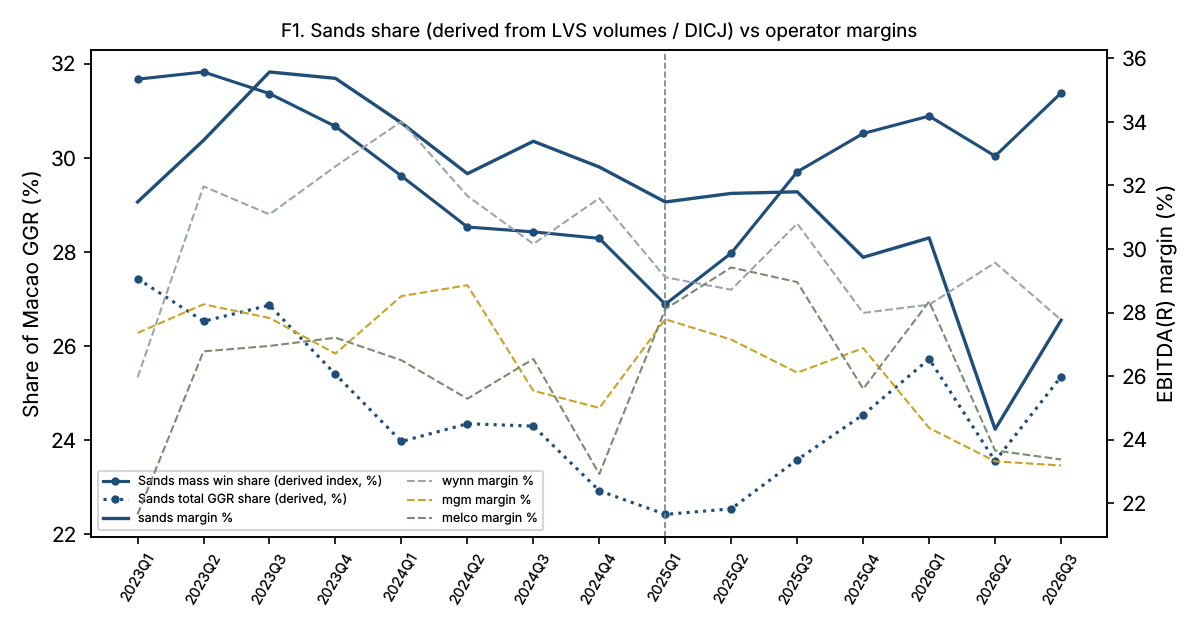 F1. Sands share (derived from LVS volumes / DICJ) vs operator margins
Share of Macao GGR (%)
32
30
28
26
24
22
EBITDA(R) margin (%)
36
34
32
30
28
26
24
22
Sands mass win share (derived index, %)
Sands total GGR share (derived, %)
sands margin %
wynn margin %
mgm margin %
melco margin %
2023Q1
2023Q2
2023Q3
2023Q4
2024Q1
2024Q2
2024Q3
2024Q4
2025Q1
2025Q2
2025Q3
2025Q4
2026Q1
2026Q2
2026Q3